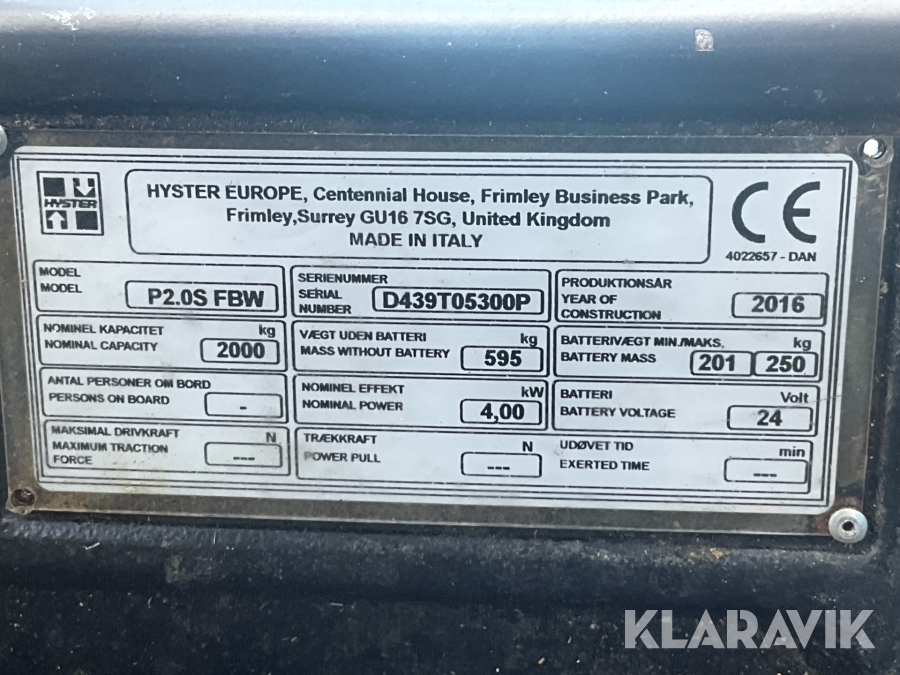 HYSTER
HYSTER EUROPE, Centennial House, Frimley Business Park,
Frimley,Surrey GU16 7SG, United Kingdom
MADE IN ITALY
CE
4022657 - DAN
MODEL
MODEL
P2.0S FBW
SERIENUMMER
SERIAL
NUMBER
D439T05300P
PRODUKTIONSÅR
YEAR OF
CONSTRUCTION
2016
NOMINEL KAPACITET kg
NOMINAL CAPACITY
2000
VÆGT UDEN BATTERI kg
MASS WITHOUT BATTERY
595
BATTERIVÆGT MIN./MAKS. kg
BATTERY MASS
201 250
ANTAL PERSONER OM BORD
PERSONS ON BOARD
-
NOMINEL EFFEKT kW
NOMINAL POWER
4,00
BATTERI Volt
BATTERY VOLTAGE
24
MAKSIMAL DRIVKRAFT N
MAXIMUM TRACTION
FORCE
---
TRÆKKRAFT N
POWER PULL
---
UDØVET TID min
EXERTED TIME
---
KLARAVIK